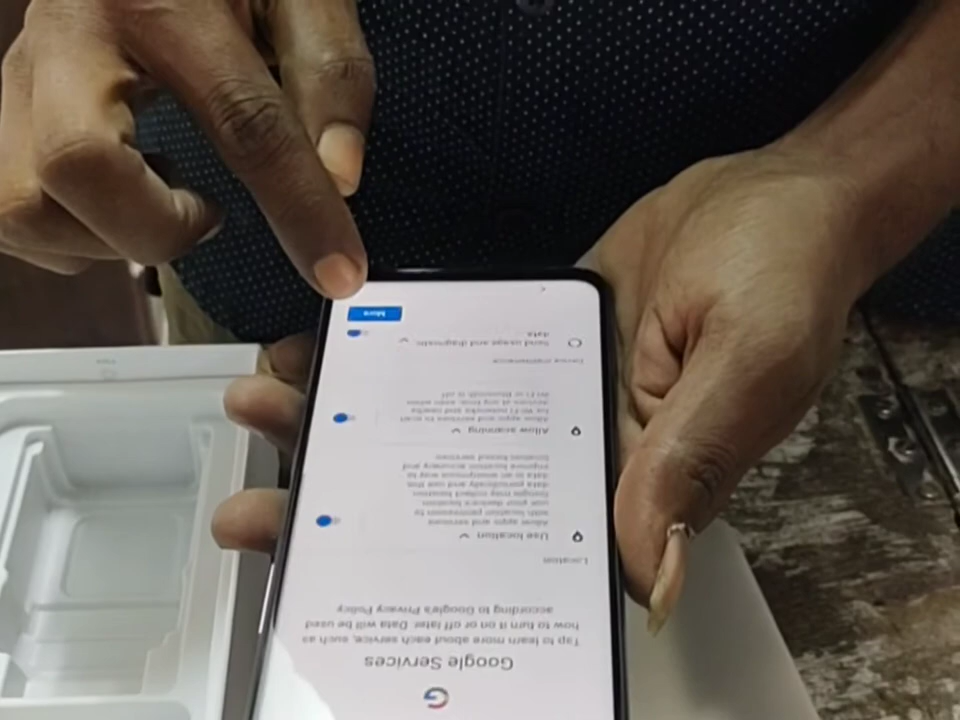 Google Services
Tap to learn more about each service, such as
how to turn it on or off later. Data will be used
according to Google's Privacy Policy
Location
Use location
Allow apps and services
with location permission to
use your device's location.
Google may collect location
data periodically and use this
data in an anonymous way to
improve location accuracy and
location-based services.
Allow scanning
Allow apps and services to scan
for Wi-Fi networks and nearby
devices at any time, even when
Wi-Fi or Bluetooth is off.
Device maintenance
Send usage and diagnostic
data
More